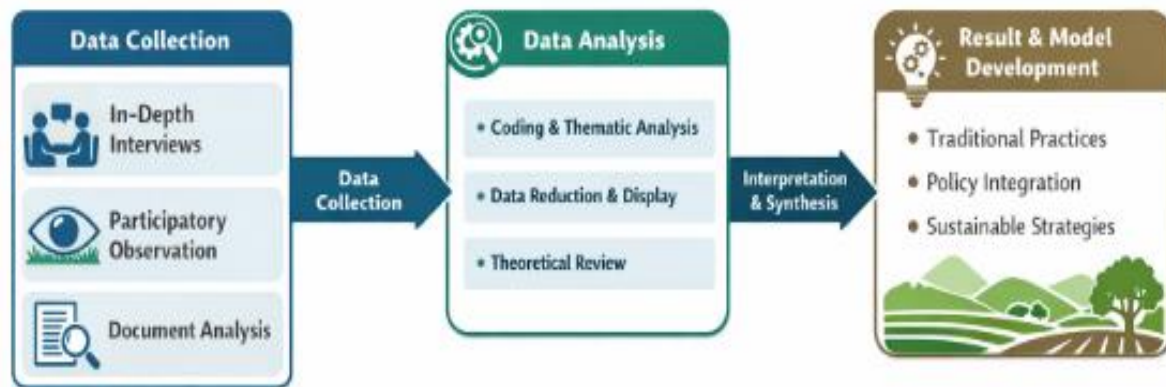 Data Collection
In-Depth
Interviews
Participatory
Observation
Document Analysis
Data
Collection
Data Analysis
• Coding & Thematic Analysis
• Data Reduction & Display
• Theoretical Review
Interpretation
& Synthesis
Result & Model
Development
• Traditional Practices
• Policy Integration
• Sustainable Strategies